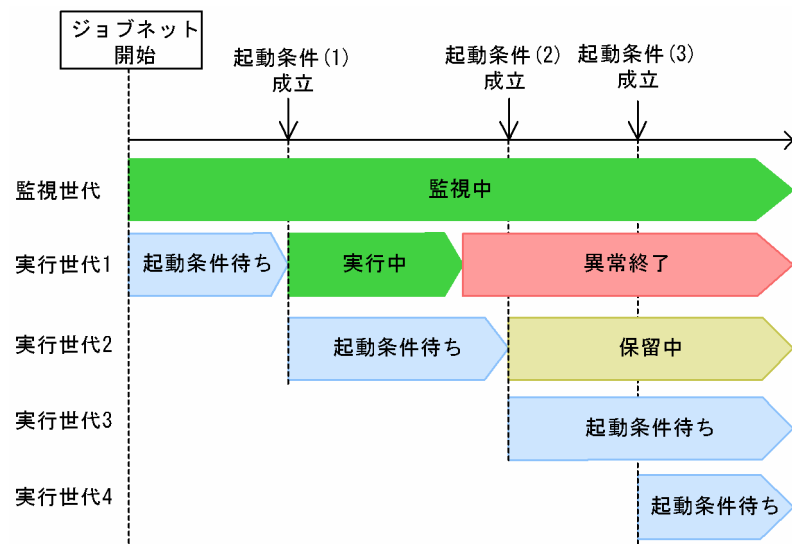 ジョブネット
開始
起動条件(1)
成立
起動条件(2)
成立
起動条件(3)
成立
監視世代
監視中
実行世代1
起動条件待ち
実行中
異常終了
実行世代2
起動条件待ち
保留中
実行世代3
起動条件待ち
実行世代4
起動条件待ち